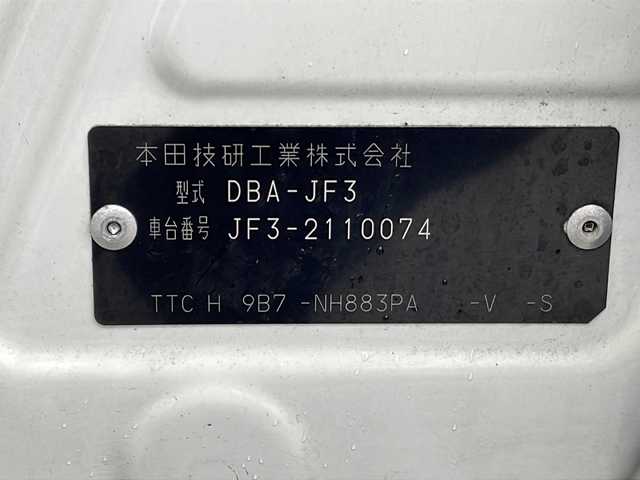 本田技研工業株式会社
型式 DBA-JF3
車台番号 JF3-2110074
TTC H 9B7 -NH883PA -V -S